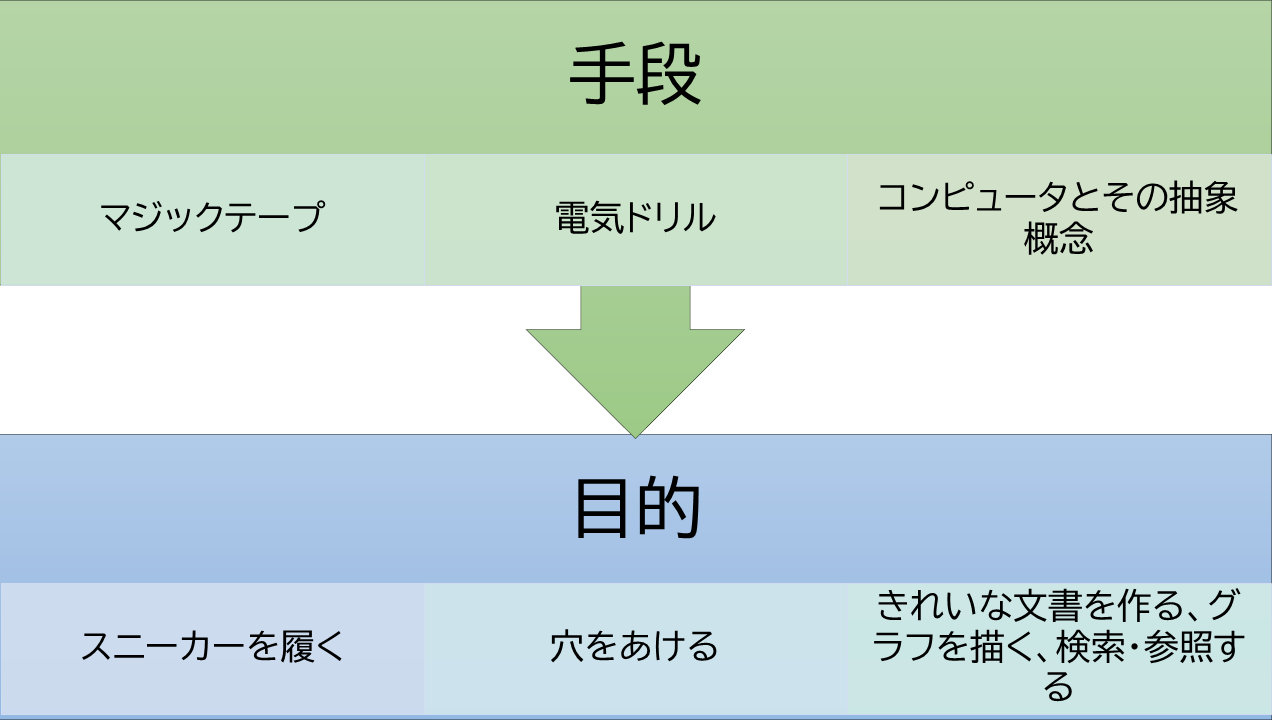 手段
マジックテープ
電気ドリル
コンピュータとその抽象
概念
目的
スニーカーを履く
穴をあける
きれいな文書を作る、グ
ラフを描く、検索・参照す
る